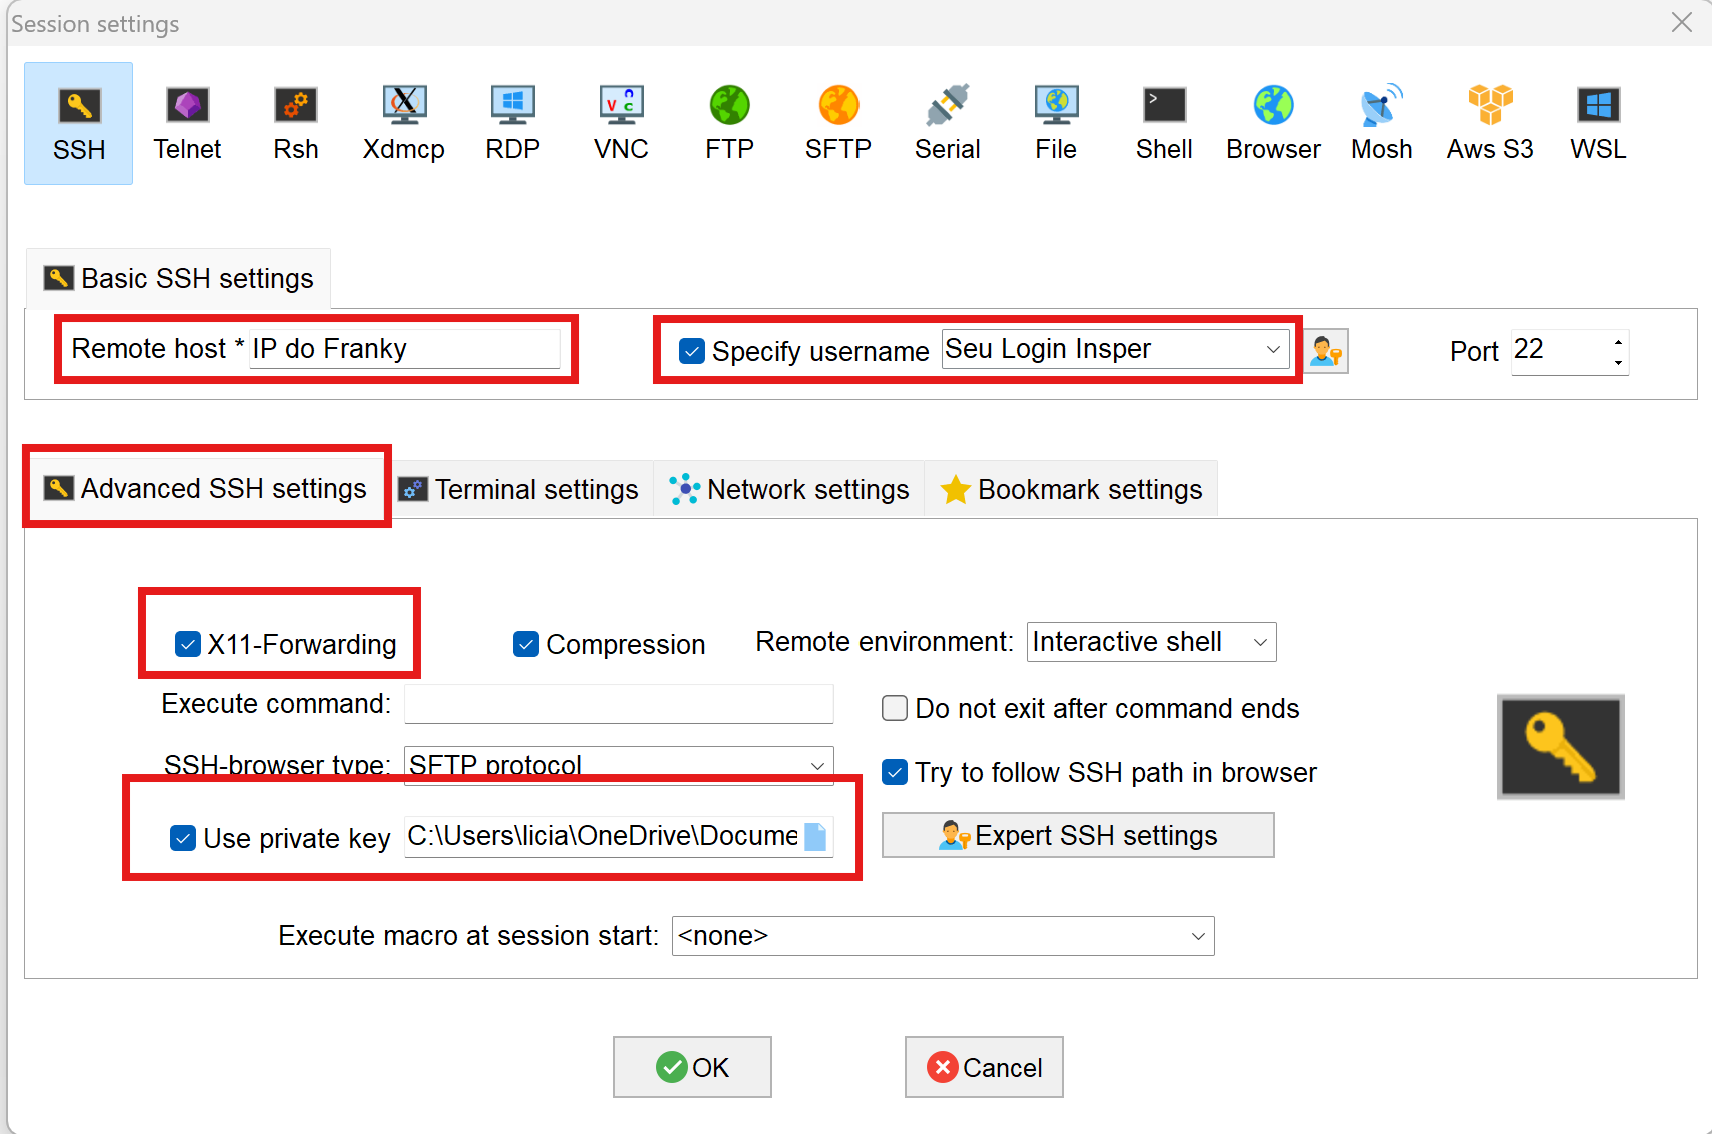 Session settings
SSH Telnet Rsh Xdmcp RDP VNC FTP SFTP Serial File Shell Browser Mosh Aws S3 WSL
Basic SSH settings
Remote host * IP do Franky Specify username Seu Login Insper Port 22
Advanced SSH settings Terminal settings Network settings Bookmark settings
X11-Forwarding Compression Remote environment: Interactive shell
Execute command: Do not exit after command ends
SSH-browser type: SFTP protocol Try to follow SSH path in browser
Use private key C:\Users\licia\OneDrive\Docume Expert SSH settings
Execute macro at session start: <none>
OK Cancel